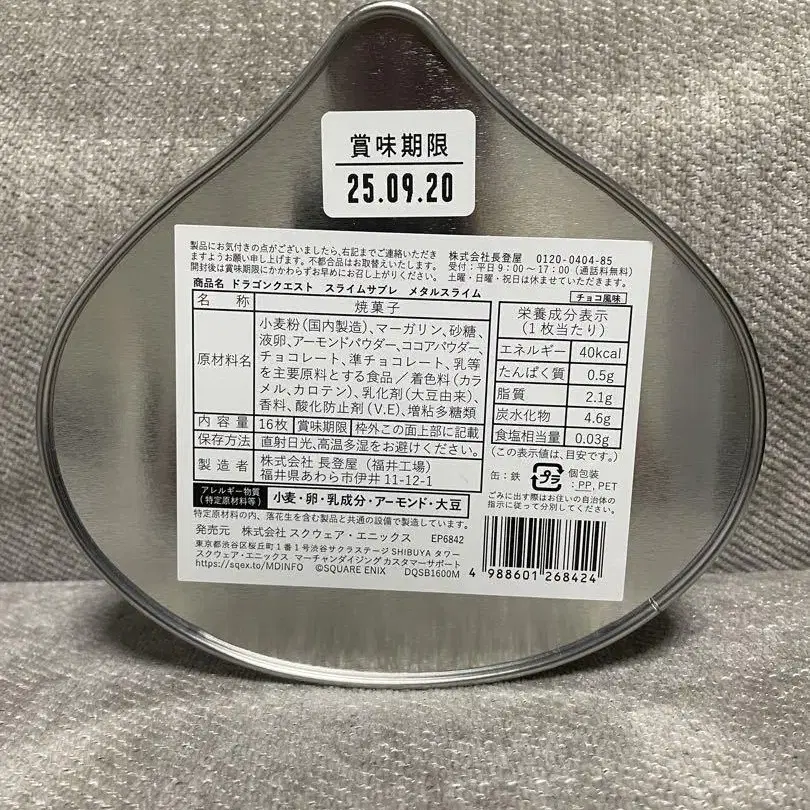 賞味期限
25.09.20
製品にお気付きの点がございましたら、右記までご連絡いただき
ますようお願い申し上げます。不都合品はお取替えいたします。
開封後は賞味期限にかかわらずお早めにお召し上がりください。
株式会社長登屋 0120-0404-85
受付：平日9:00〜17:00（通話料無料）
土曜・日曜・祝日は休ませていただきます。
商品名 ドラゴンクエスト スライムサブレ メタルスライム
チョコ風味
名称 焼菓子
原材料名 小麦粉（国内製造）、マーガリン、砂糖、
液卵、アーモンドパウダー、ココアパウダー、
チョコレート、準チョコレート、乳等
を主要原料とする食品／着色料（カラ
メル、カロテン）、乳化剤（大豆由来）、
香料、酸化防止剤（V.E）、増粘多糖類
内容量 16枚 賞味期限 枠外この面上部に記載
保存方法 直射日光、高温多湿をお避けください。
製造者 株式会社 長登屋（福井工場）
福井県あわら市伊井 11-12-1
アレルギー物質
（特定原材料等）
小麦・卵・乳成分・アーモンド・大豆
特定原材料の内、落花生を含む製品と共通の設備で製造しています。
発売元 株式会社 スクウェア・エニックス EP6842
東京都渋谷区桜丘町1番1号渋谷サクラステージ SHIBUYA タワー
スクウェア・エニックス マーチャンダイジング カスタマーサポート
https://sqex.to/MDINFO ©SQUARE ENIX DQSB1600M
栄養成分表示
（1枚当たり）
エネルギー 40kcal
たんぱく質 0.5g
脂質 2.1g
炭水化物 4.6g
食塩相当量 0.03g
（この表示値は、目安です。）
缶：鉄 プラ 個包装
：PP, PET
ごみに出す際はお住いの自治体の
指示に従って分別してください。
4 988601 268424